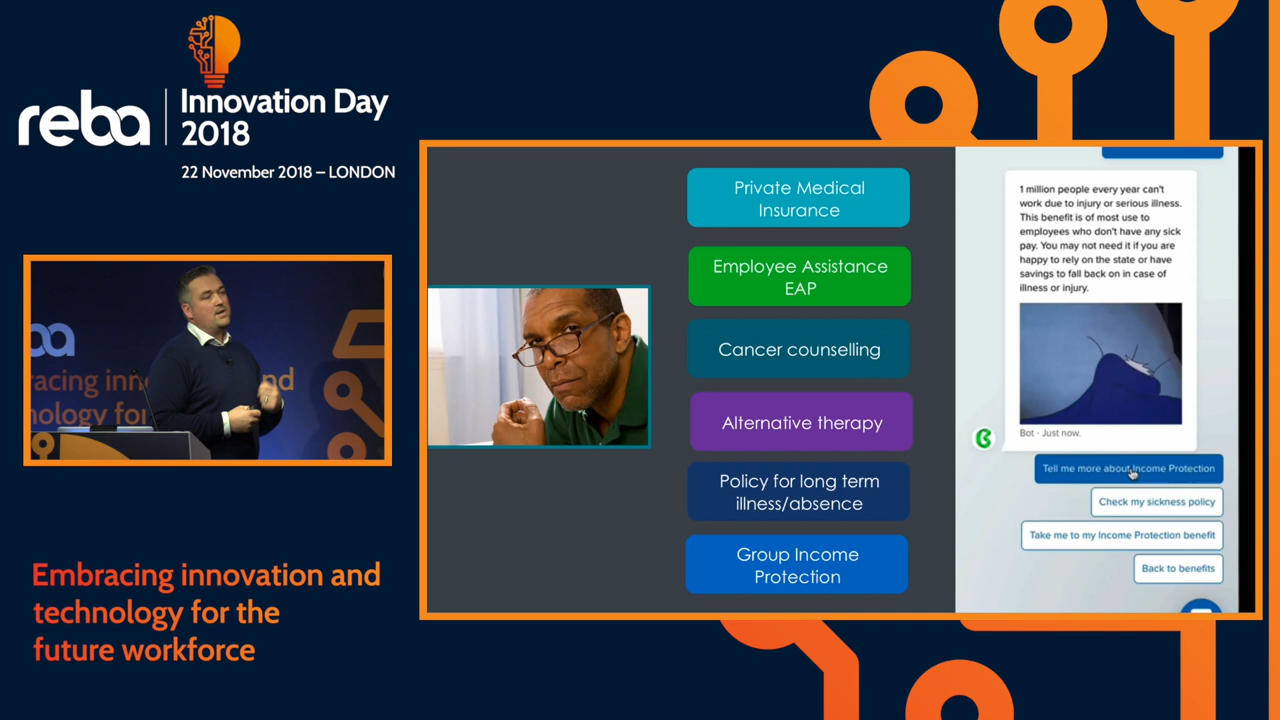 reba
Innovation Day
2018
22 November 2018 – LONDON
Embracing innovation and
technology for the
future workforce
Private Medical
Insurance
Employee Assistance
EAP
Cancer counselling
Alternative therapy
Policy for long term
illness/absence
Group Income
Protection
1 million people every year can't
work due to injury or serious illness.
This benefit is of most use to
employees who don't have any sick
pay. You may not need it if you are
happy to rely on the state or have
savings to fall back on in case of
illness or injury.
Bot · Just now.
Tell me more about Income Protection
Check my sickness policy
Take me to my Income Protection benefit
Back to benefits